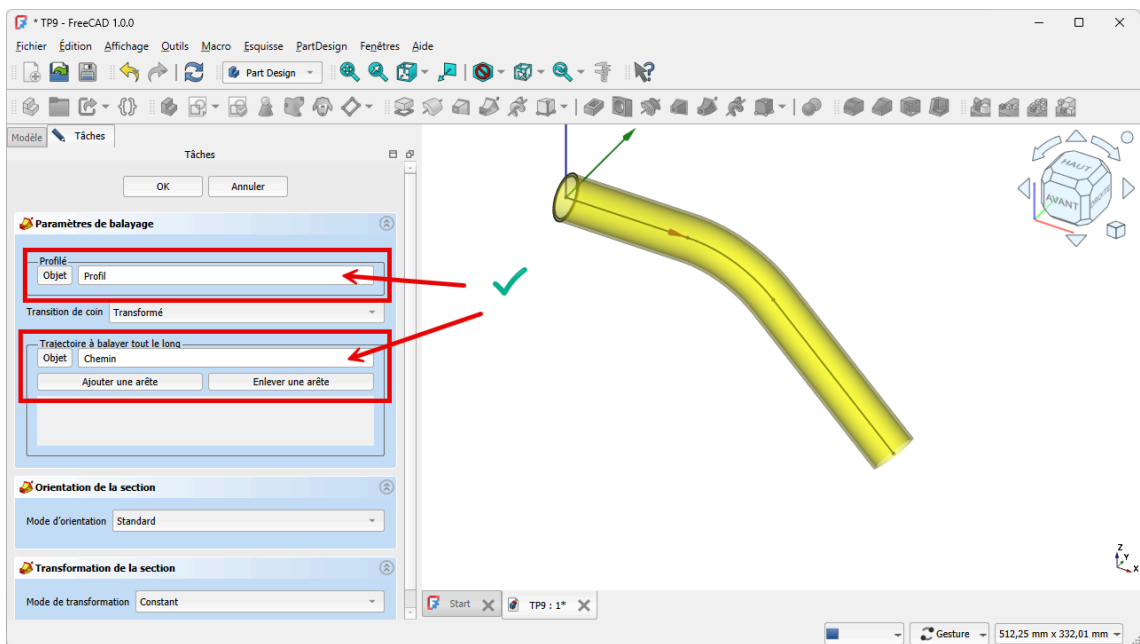 * TP9 - FreeCAD 1.0.0
Fichier Édition Affichage Outils Macro Esquisse PartDesign Fenêtres Aide
Part Design
Modèle Tâches
Tâches
OK Annuler
Paramètres de balayage
Profilé
Objet Profil
Transition de coin Transformé
Trajectoire à balayer tout le long
Objet Chemin
Ajouter une arête Enlever une arête
Orientation de la section
Mode d'orientation Standard
Transformation de la section
Mode de transformation Constant
HAUT
AVANT
DROITE
Z
Y
X
Start TP9 : 1*
Gesture 512,25 mm x 332,01 mm